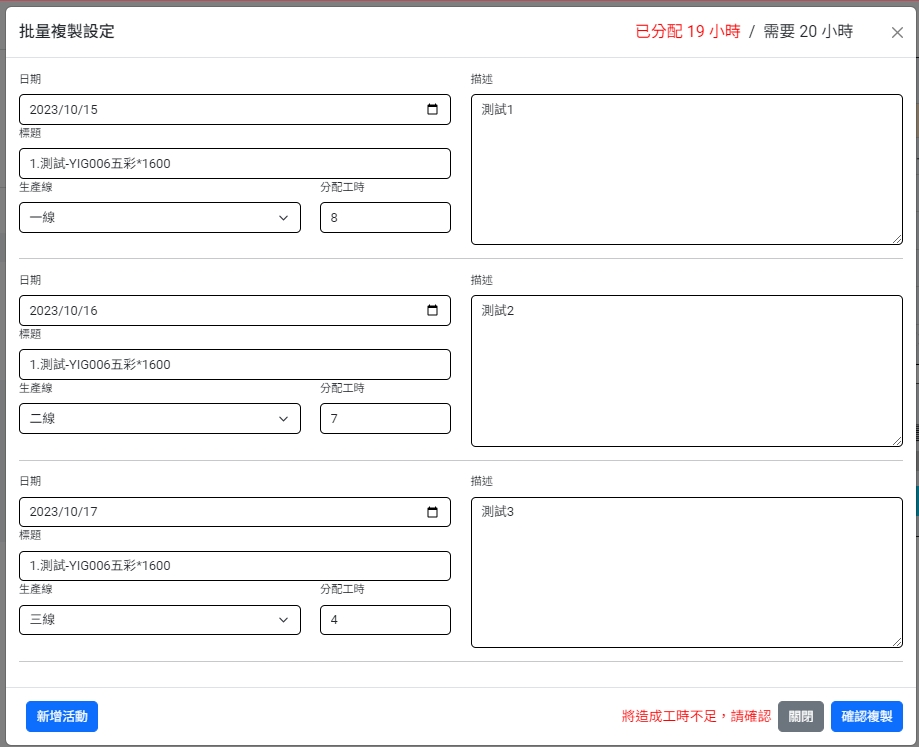 批量複製設定
已分配 19 小時 / 需要 20 小時
日期
2023/10/15
標題
1.測試-YIG006五彩*1600
生產線
分配工時
一線
8
描述
測試1
日期
2023/10/16
標題
1.測試-YIG006五彩*1600
生產線
分配工時
二線
7
描述
測試2
日期
2023/10/17
標題
1.測試-YIG006五彩*1600
生產線
分配工時
三線
4
描述
測試3
新增活動
將造成工時不足，請確認
關閉
確認複製